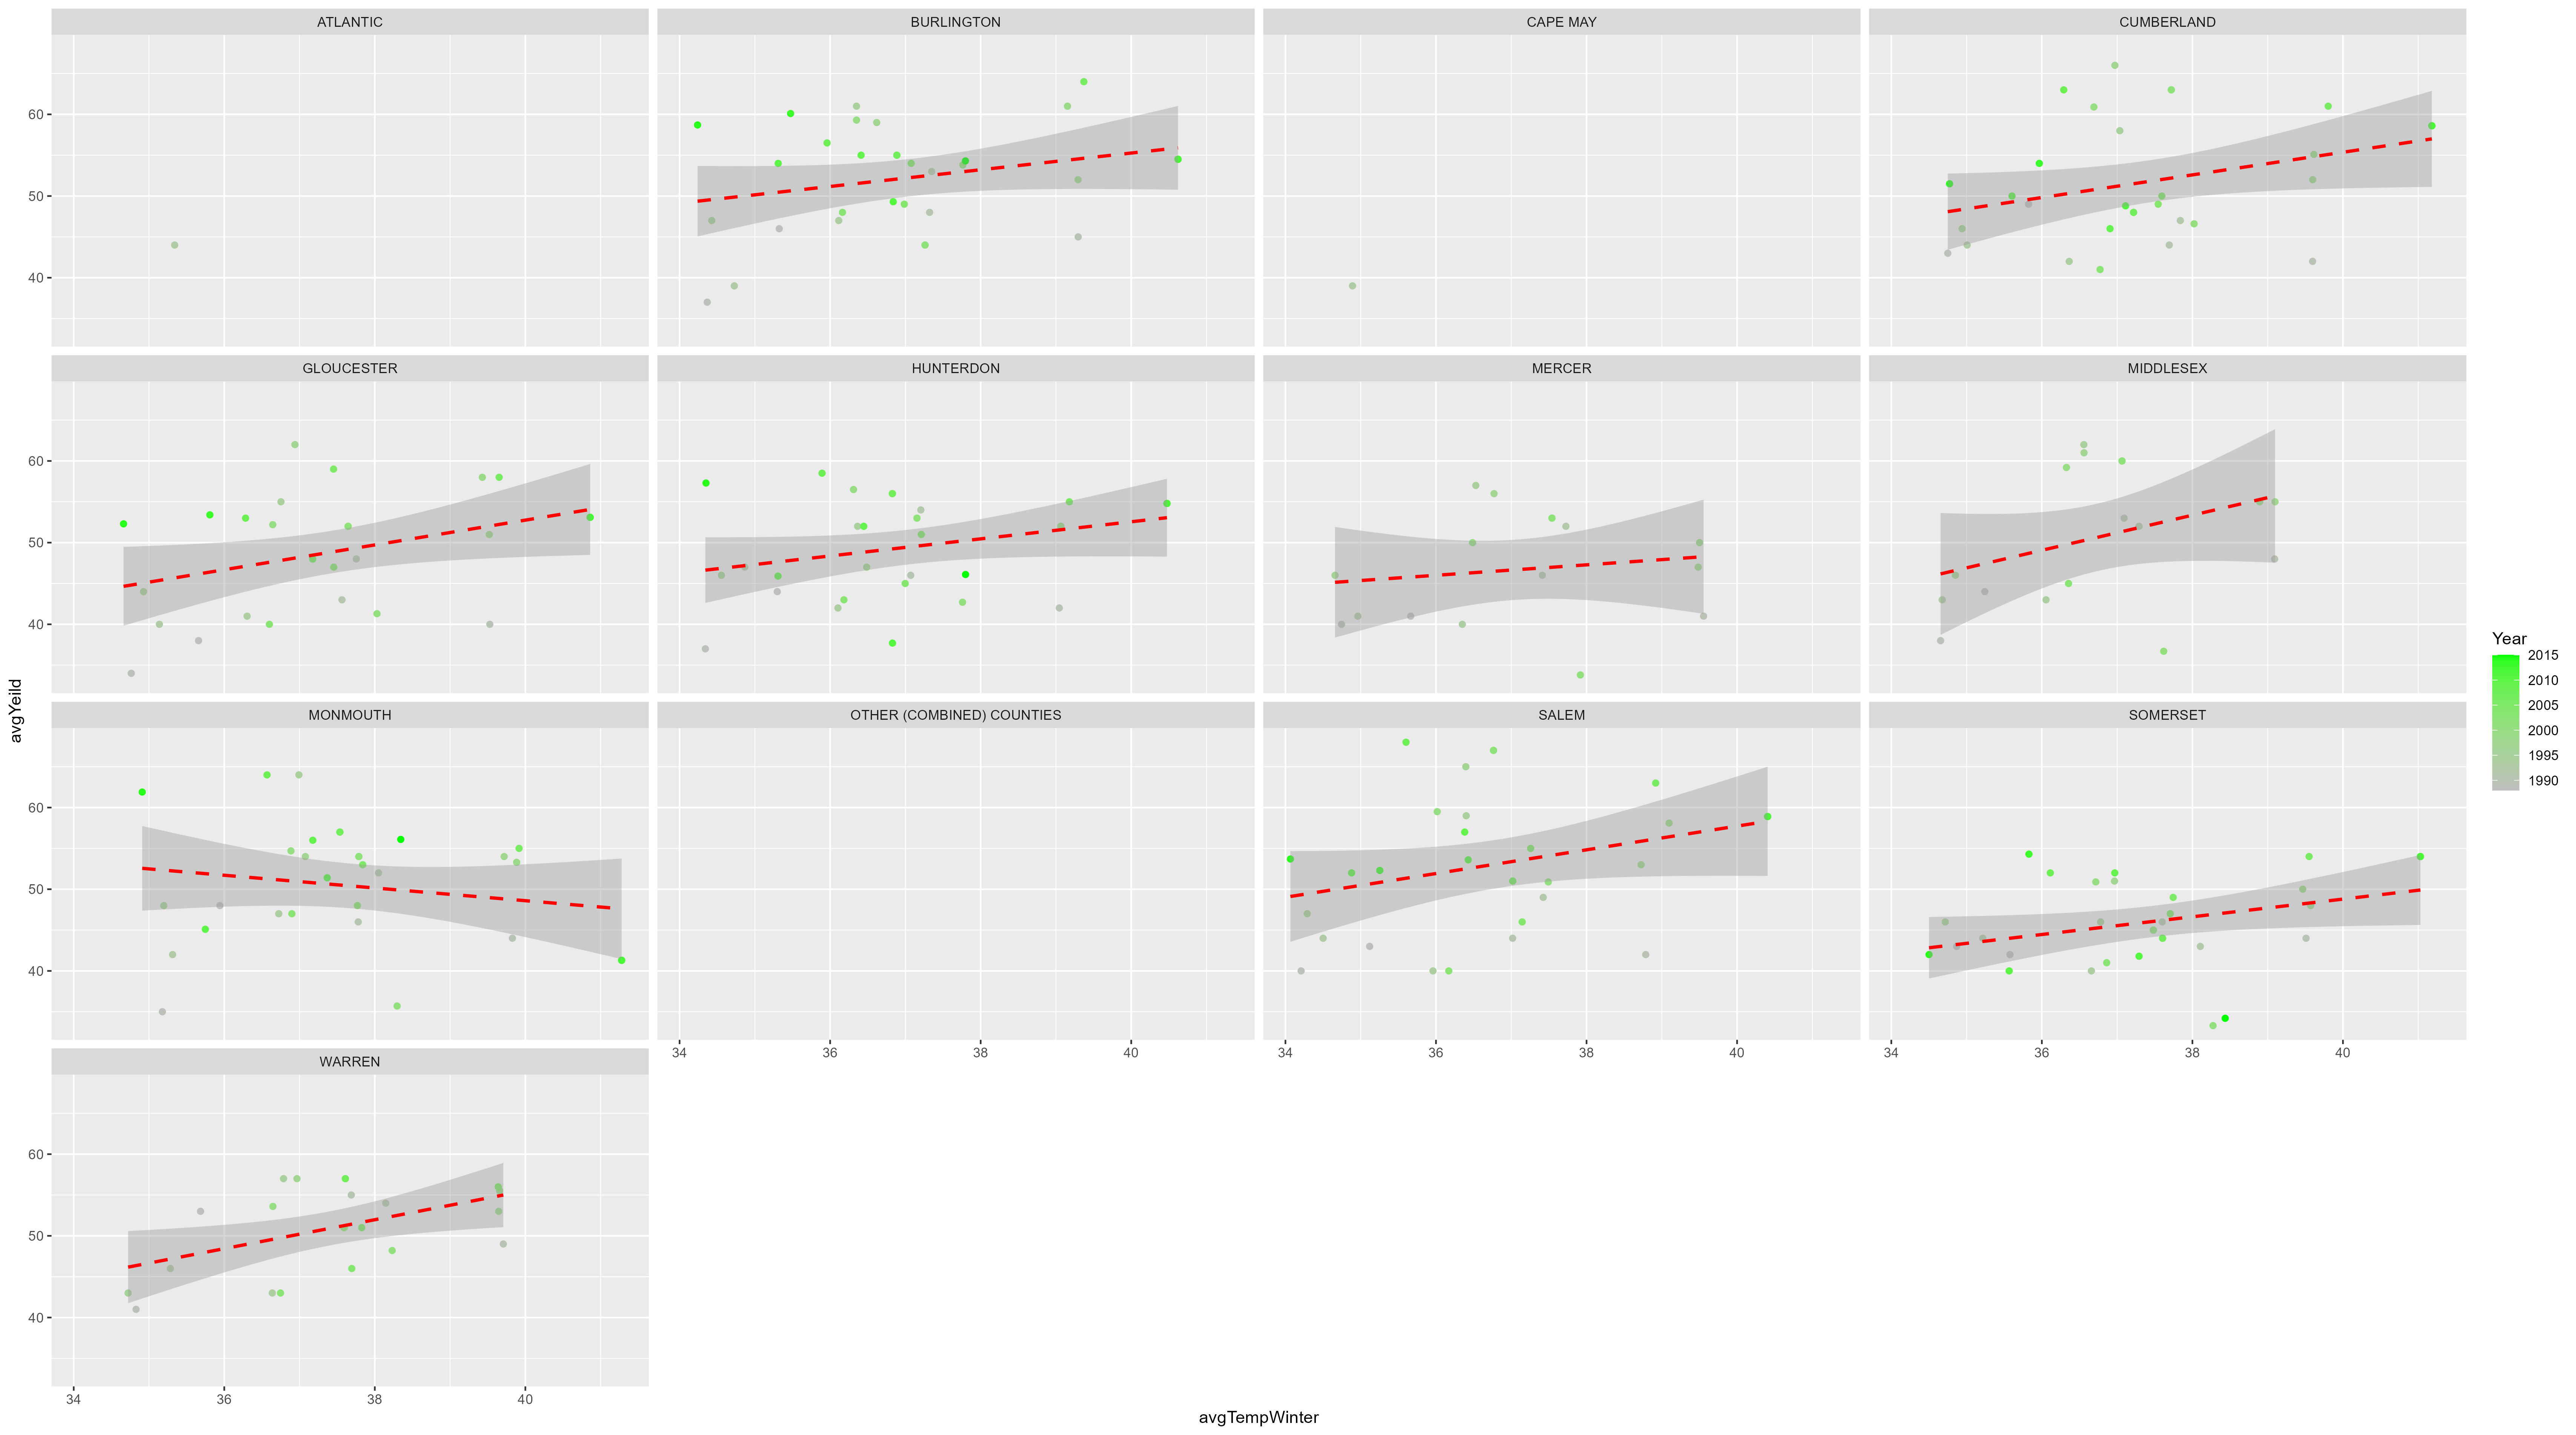 ATLANTIC
BURLINGTON
CAPE MAY
CUMBERLAND
60
50
40
GLOUCESTER
HUNTERDON
MERCER
MIDDLESEX
60
50
40
MONMOUTH
OTHER (COMBINED) COUNTIES
SALEM
SOMERSET
60
50
40
34 36 38 40
34 36 38 40
34 36 38 40
WARREN
60
50
40
34 36 38 40
avgTempWinter
avgYeild
Year
2015
2010
2005
2000
1995
1990